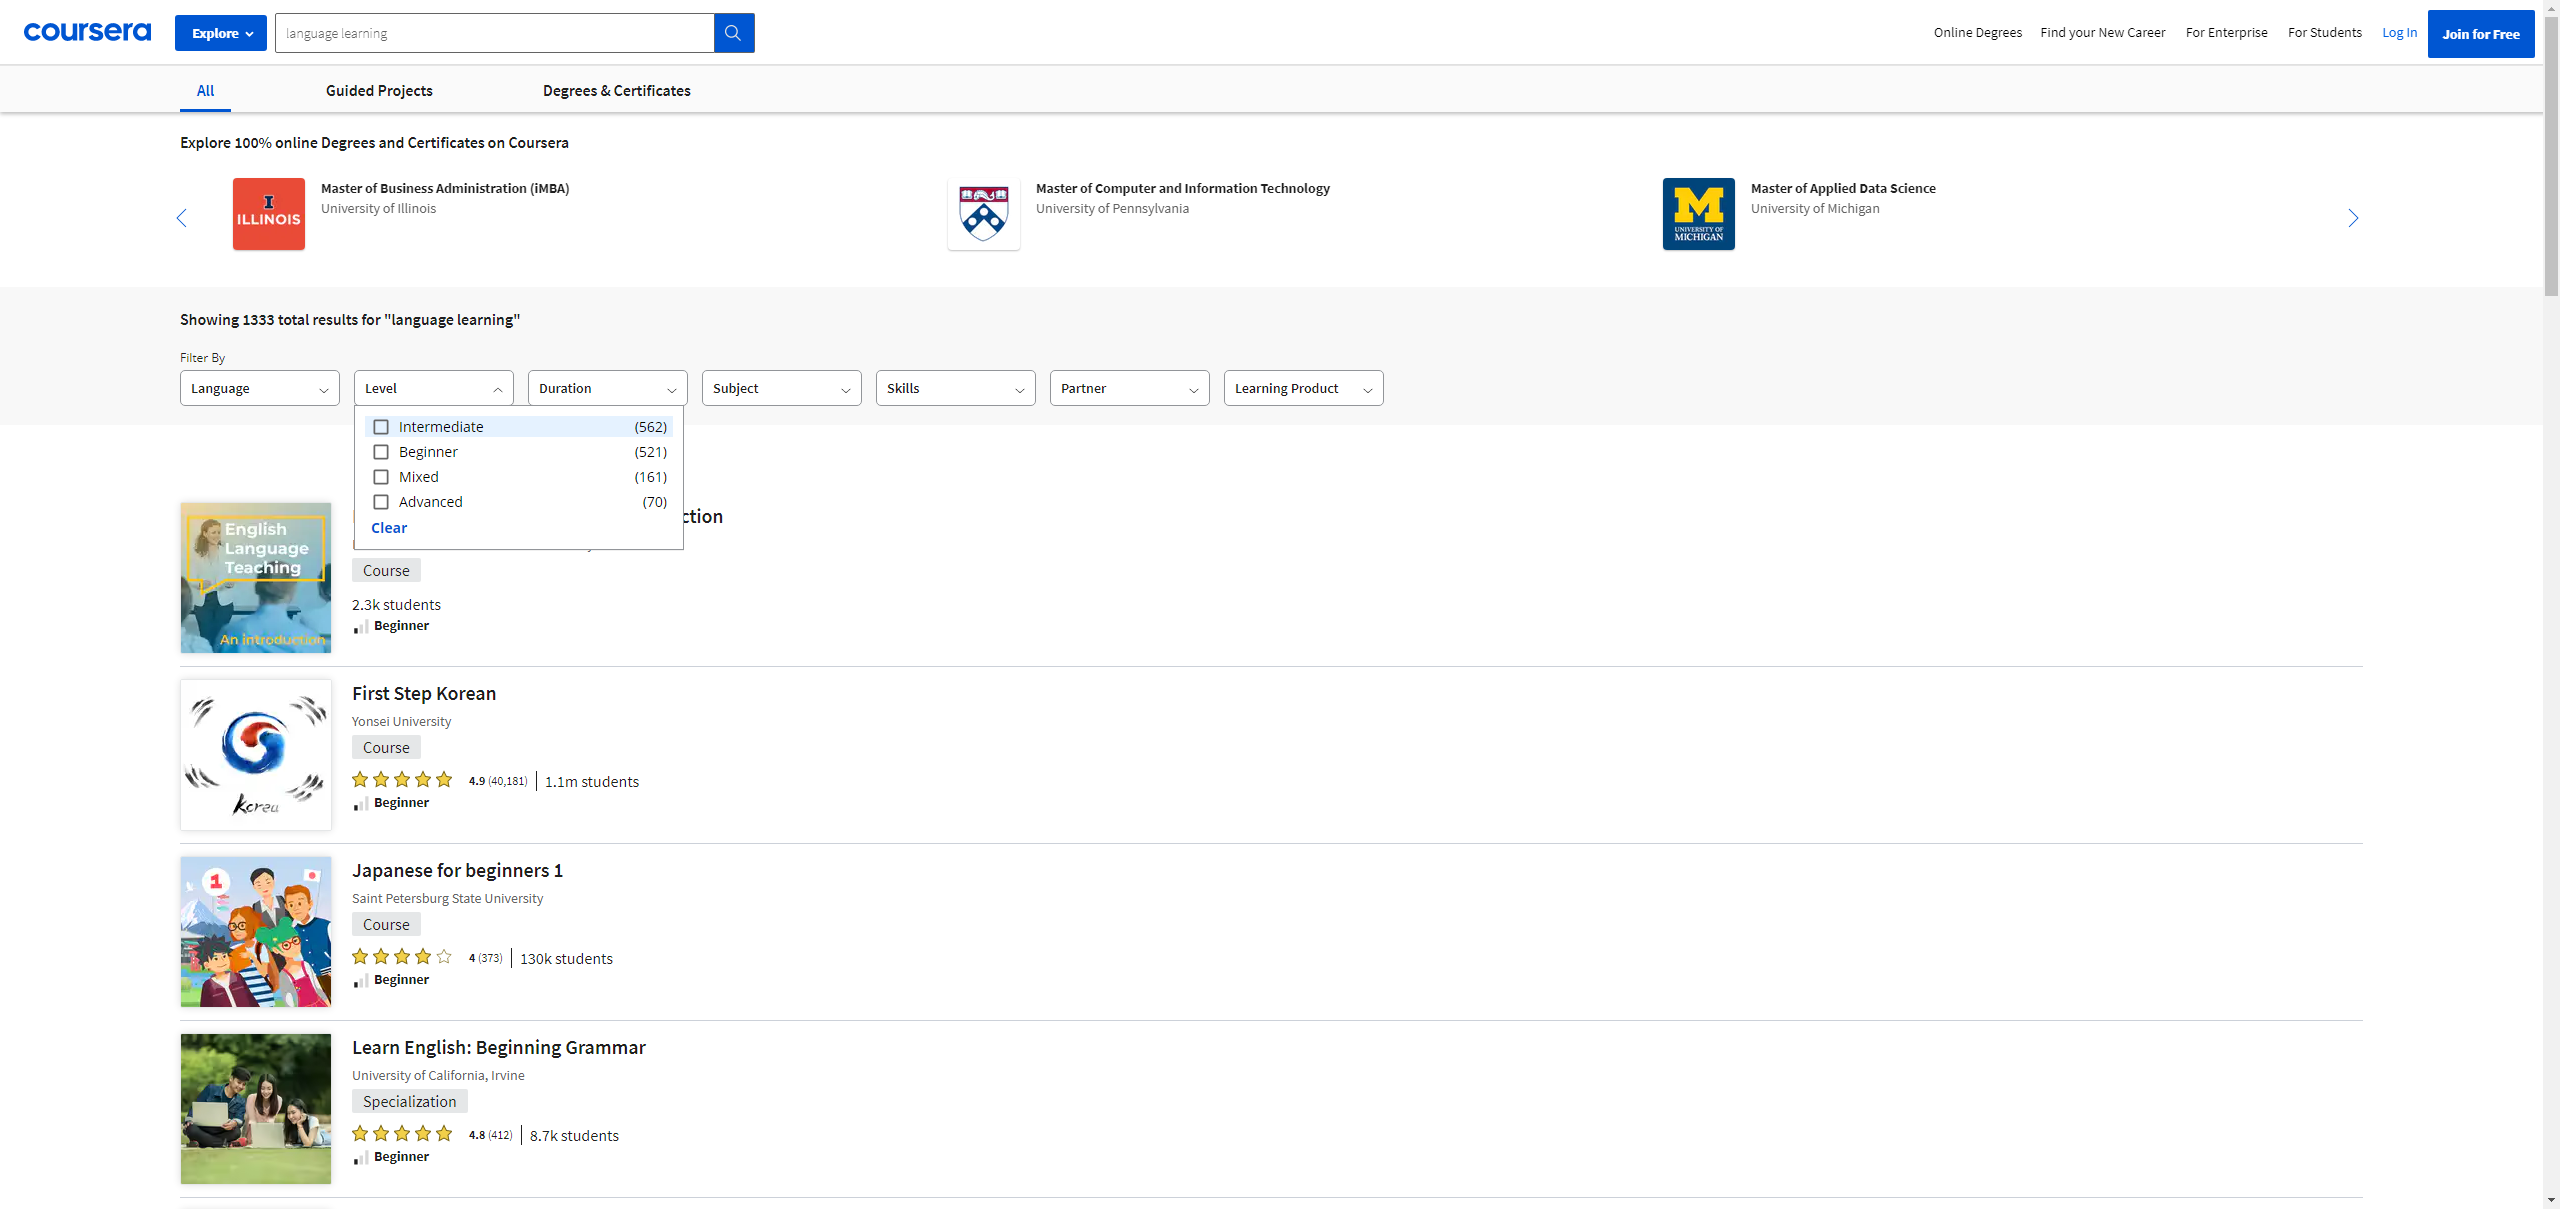 coursera
Explore
language learning
Online Degrees
Find your New Career
For Enterprise
For Students
Log In
Join for Free
All
Guided Projects
Degrees & Certificates
Explore 100% online Degrees and Certificates on Coursera
I ILLINOIS
Master of Business Administration (iMBA)
University of Illinois
Master of Computer and Information Technology
University of Pennsylvania
M
UNIVERSITY OF
MICHIGAN
Master of Applied Data Science
University of Michigan
Showing 1333 total results for "language learning"
Filter By
Language
Level
Duration
Subject
Skills
Partner
Learning Product
Intermediate (562)
Beginner (521)
Mixed (161)
Advanced (70)
Clear
English
Language
Teaching
An introduction
ction
Course
2.3k students
Beginner
Korea
First Step Korean
Yonsei University
Course
4.9 (40,181) 1.1m students
Beginner
1
Japanese for beginners 1
Saint Petersburg State University
Course
4 (373) 130k students
Beginner
Learn English: Beginning Grammar
University of California, Irvine
Specialization
4.8 (412) 8.7k students
Beginner